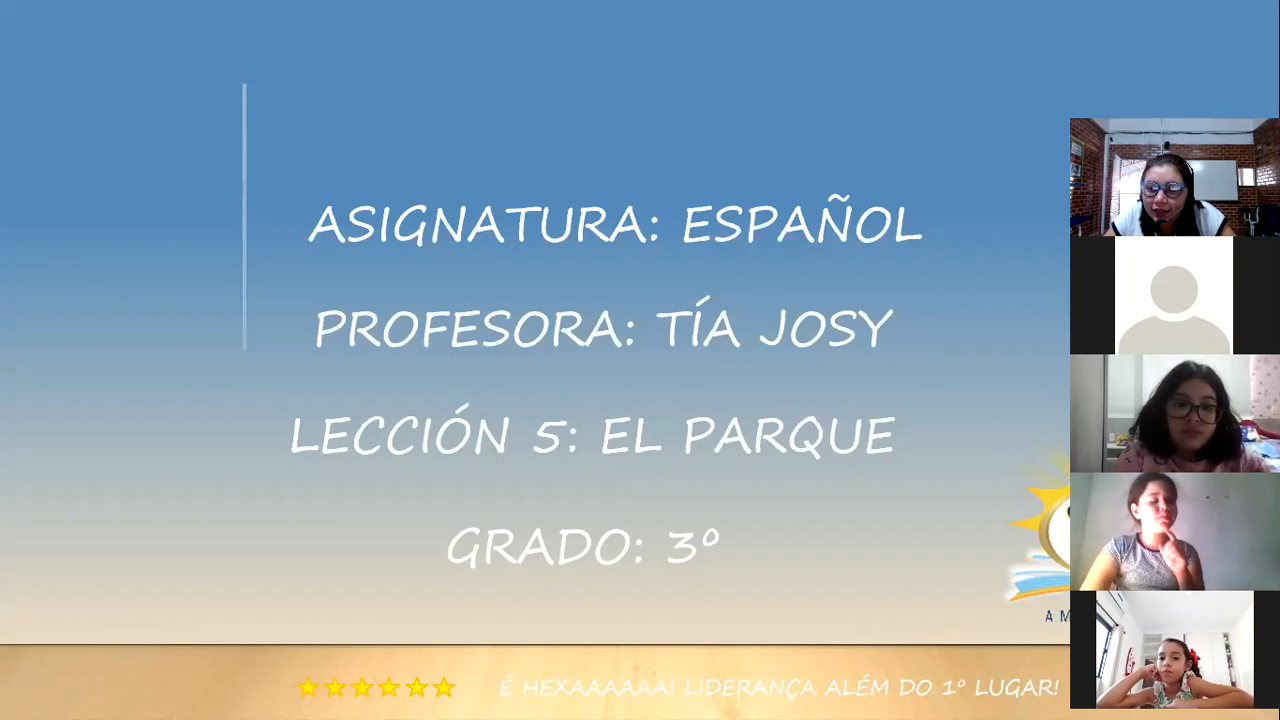 ASIGNATURA: ESPAÑOL
PROFESORA: TÍA JOSY
LECCIÓN 5: EL PARQUE
GRADO: 3º
A M
É HEXAAAAAA! LIDERANÇA ALÉM DO 1º LUGAR!